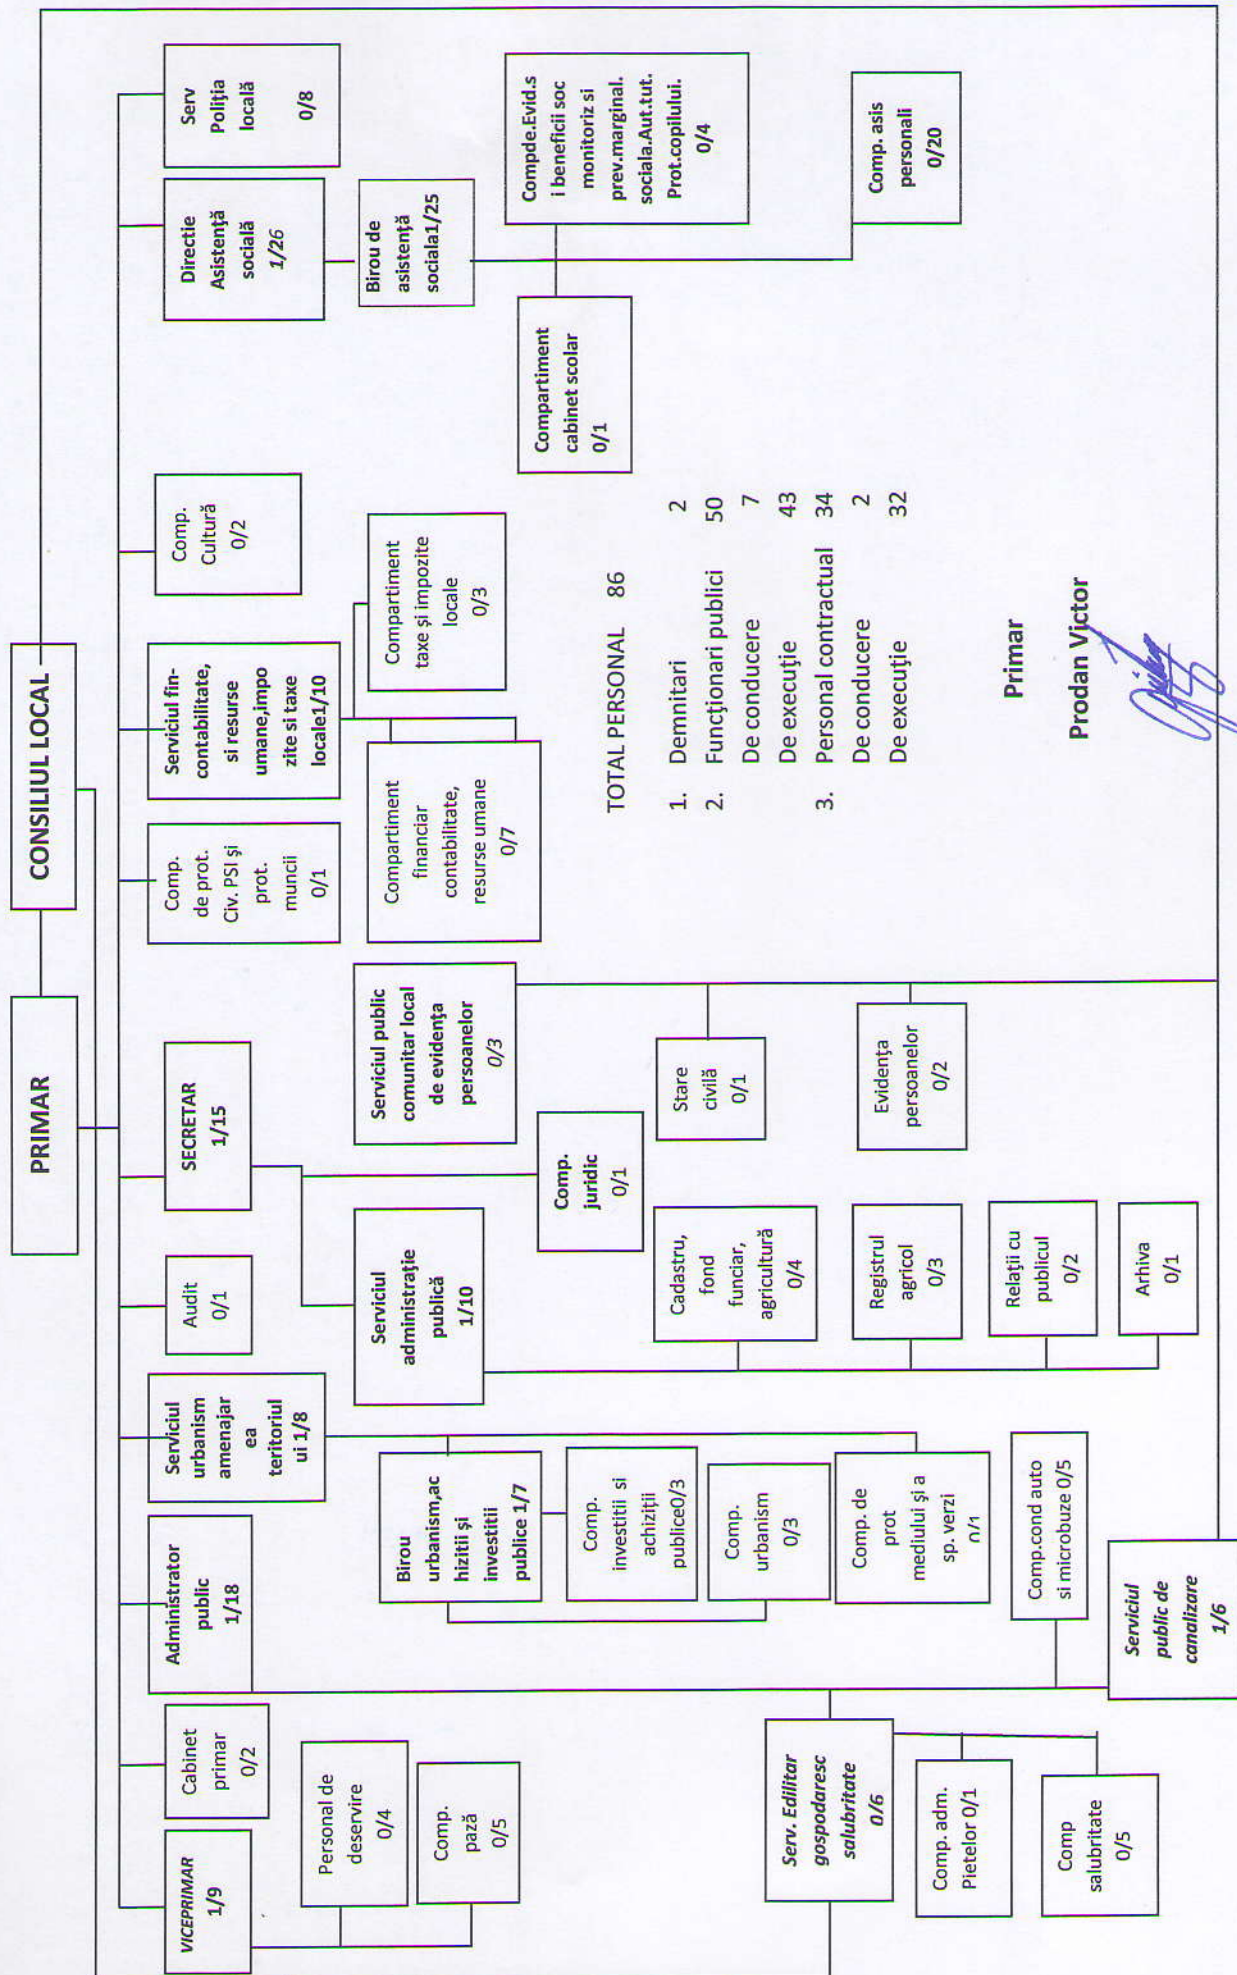 PRIMAR
CONSILIUL LOCAL
VICEPRIMAR
1/9
Cabinet
primar
0/2
Administrator
public
1/18
Serviciul
urbanism
amenajar
ea
teritoriul
ui 1/8
Audit
0/1
SECRETAR
1/15
Comp.
de prot.
Civ. PSI și
prot.
muncii
0/1
Serviciul fin-
contabilitate,
si resurse
umane,impo
zite si taxe
locale1/10
Comp.
Cultură
0/2
Directie
Asistență
socială
1/26
Serv
Poliția
locală
0/8
Personal de
deservire
0/4
Comp.
pază
0/5
Birou
urbanism,ac
hizitii și
investitii
publice 1/7
Comp.
investitii si
achiziții
publice0/3
Comp.
urbanism
0/3
Comp. de
prot
mediului și a
sp. verzi
0/1
Comp.cond auto
si microbuze 0/5
Serviciul
public de
canalizare
1/6
Serv. Edilitar
gospodaresc
salubritate
0/6
Comp. adm.
Pietelor 0/1
Comp
salubritate
0/5
Serviciul
administrație
publică
1/10
Comp.
juridic
0/1
Cadastru,
fond
funciar,
agricultură
0/4
Registrul
agricol
0/3
Relații cu
publicul
0/2
Arhiva
0/1
Serviciul public
comunitar local
de evidența
persoanelor
0/3
Stare
civilă
0/1
Evidența
persoanelor
0/2
Compartiment
financiar
contabilitate,
resurse umane
0/7
Compartiment
taxe și impozite
locale
0/3
Birou de
asistență
sociala1/25
Compartiment
cabinet scolar
0/1
Compde.Evid.s
i beneficii soc
monitoriz si
prev.marginal.
sociala.Aut.tut.
Prot.copilului.
0/4
Comp. asis
personali
0/20
TOTAL PERSONAL 86
1. Demnitari 2
2. Funcționari publici 50
De conducere 7
De execuție 43
3. Personal contractual 34
De conducere 2
De execuție 32
Primar
Prodan Victor